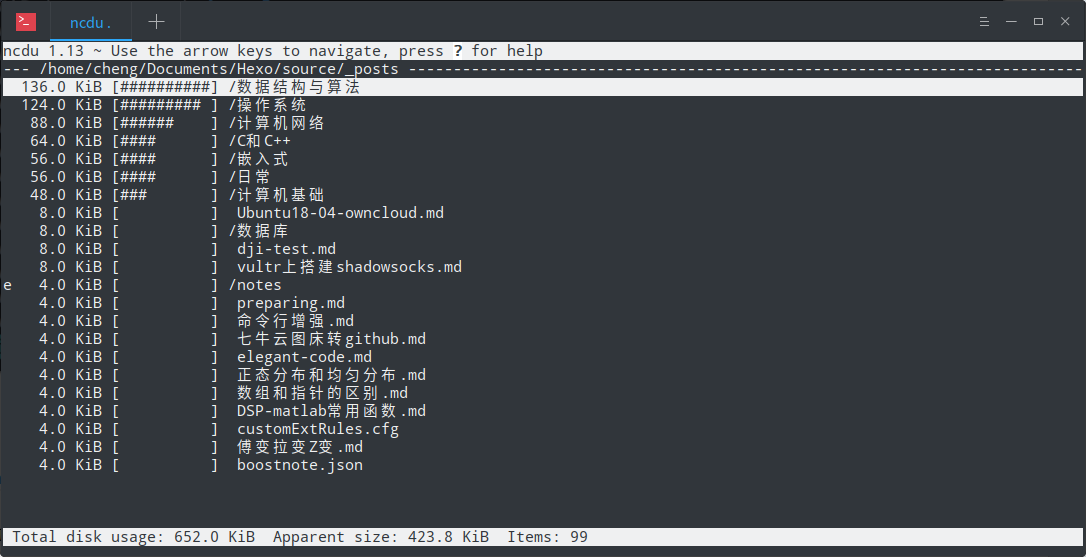 ncdu .
ncdu 1.13 ~ Use the arrow keys to navigate, press ? for help
--- /home/cheng/Documents/Hexo/source/_posts ---------------------------------------------------------------------------
136.0 KiB [##########] /数据结构与算法
124.0 KiB [######### ] /操作系统
88.0 KiB [###### ] /计算机网络
64.0 KiB [#### ] /C和C++
56.0 KiB [#### ] /嵌入式
56.0 KiB [#### ] /日常
48.0 KiB [### ] /计算机基础
8.0 KiB [ ] Ubuntu18-04-owncloud.md
8.0 KiB [ ] /数据库
8.0 KiB [ ] dji-test.md
8.0 KiB [ ] vultr上搭建shadowsocks.md
e 4.0 KiB [ ] /notes
4.0 KiB [ ] preparing.md
4.0 KiB [ ] 命令行增强.md
4.0 KiB [ ] 七牛云图床转github.md
4.0 KiB [ ] elegant-code.md
4.0 KiB [ ] 正态分布和均匀分布.md
4.0 KiB [ ] 数组和指针的区别.md
4.0 KiB [ ] DSP-matlab常用函数.md
4.0 KiB [ ] customExtRules.cfg
4.0 KiB [ ] 傅变拉变Z变.md
4.0 KiB [ ] boostnote.json
Total disk usage: 652.0 KiB Apparent size: 423.8 KiB Items: 99